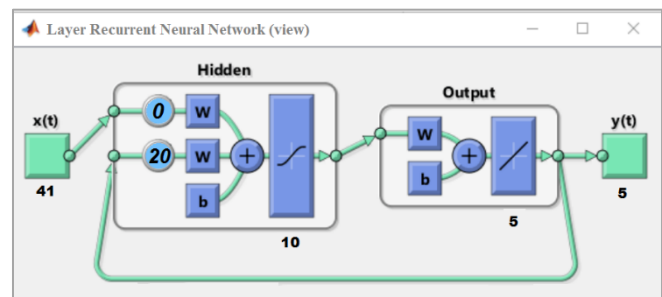 Layer Recurrent Neural Network (view)
Hidden
Output
x(t)
0
W
20
W
b
+
W
b
+
y(t)
41
10
5
5